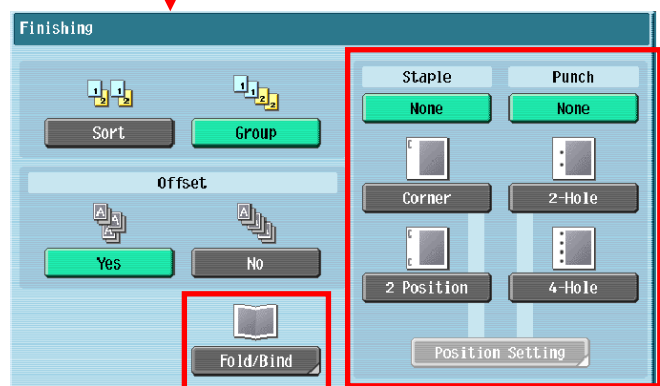 Finishing
Staple Punch
None None
Sort Group
Corner 2-Hole
Offset
Yes No
2 Position 4-Hole
Fold/Bind
Position Setting